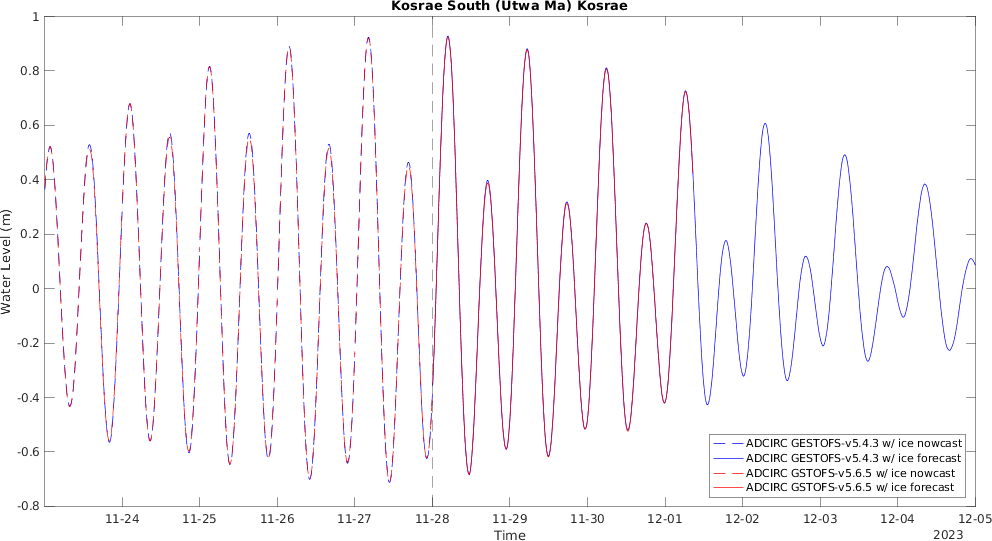 Kosrae South (Utwa Ma) Kosrae
1
0.8
0.6
0.4
0.2
0
-0.2
-0.4
-0.6
-0.8
Water Level (m)
ADCIRC GESTOFS-v5.4.3 w/ ice nowcast
ADCIRC GESTOFS-v5.4.3 w/ ice forecast
ADCIRC GSTOFS-v5.6.5 w/ ice nowcast
ADCIRC GSTOFS-v5.6.5 w/ ice forecast
11-24 11-25 11-26 11-27 11-28 11-29 11-30 12-01 12-02 12-03 12-04 12-05
Time
2023